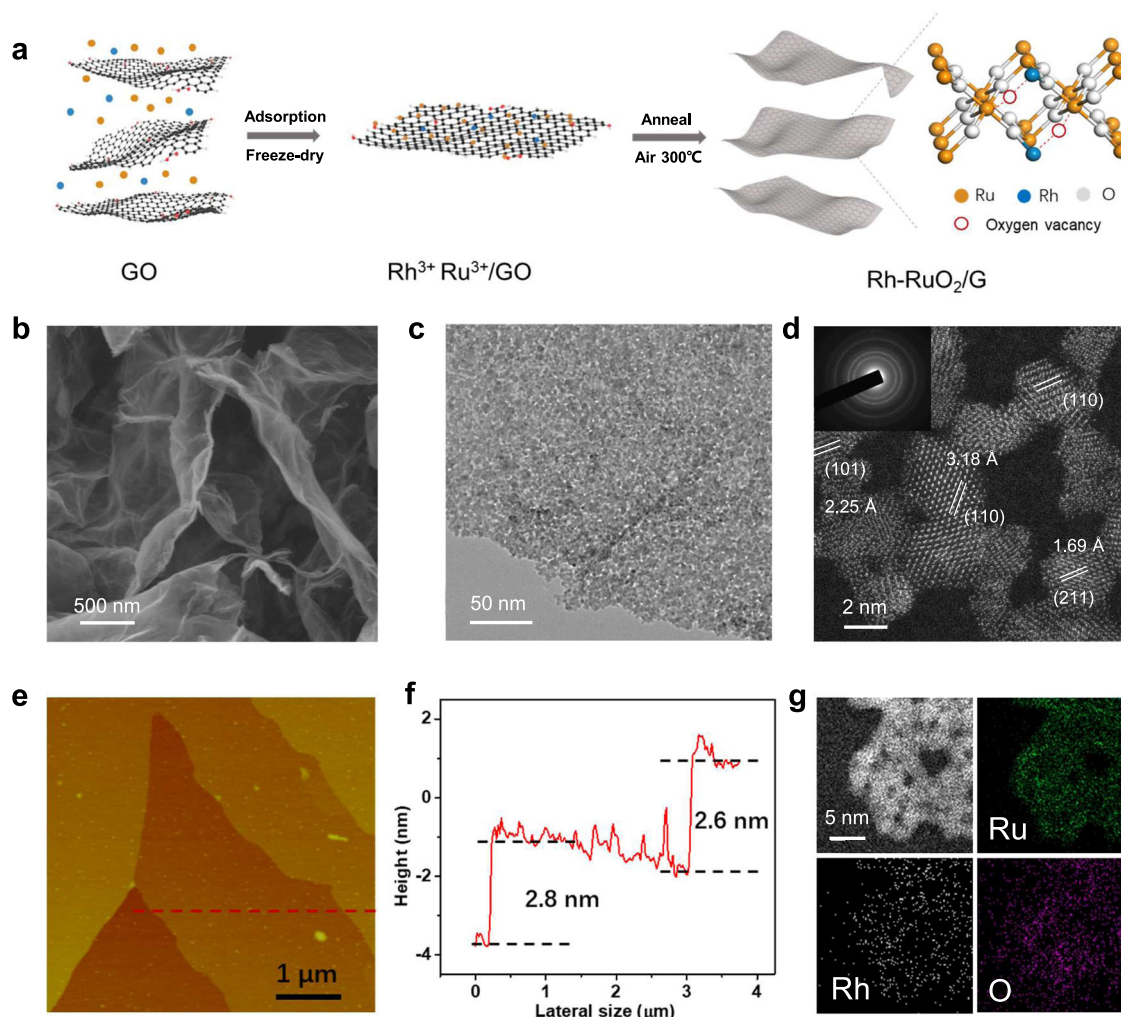 a
Adsorption
Freeze-dry
Anneal
Air 300℃
Ru Rh O
Oxygen vacancy
GO
Rh³⁺ Ru³⁺/GO
Rh-RuO₂/G
b
500 nm
c
50 nm
d
(110)
(101)
3.18 Å
2.25 Å
(110)
1.69 Å
(211)
2 nm
e
1 μm
f
Height (nm)
2
0
-2
-4
2.8 nm
2.6 nm
0 1 2 3 4
Lateral size (μm)
g
5 nm
Ru
Rh
O